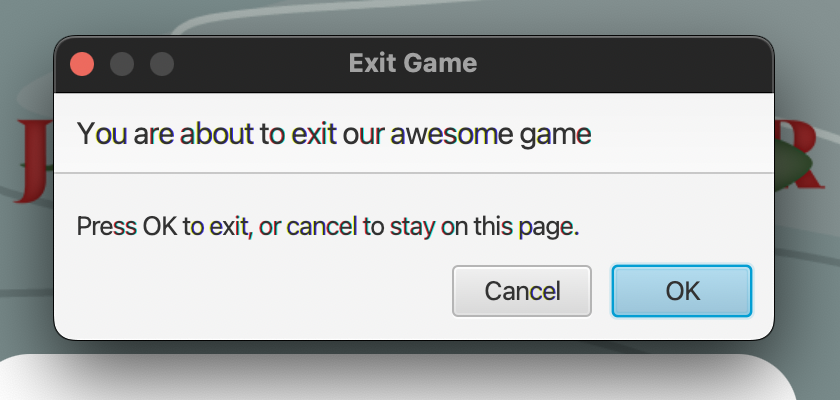 Exit Game
You are about to exit our awesome game
Press OK to exit, or cancel to stay on this page.
Cancel
OK